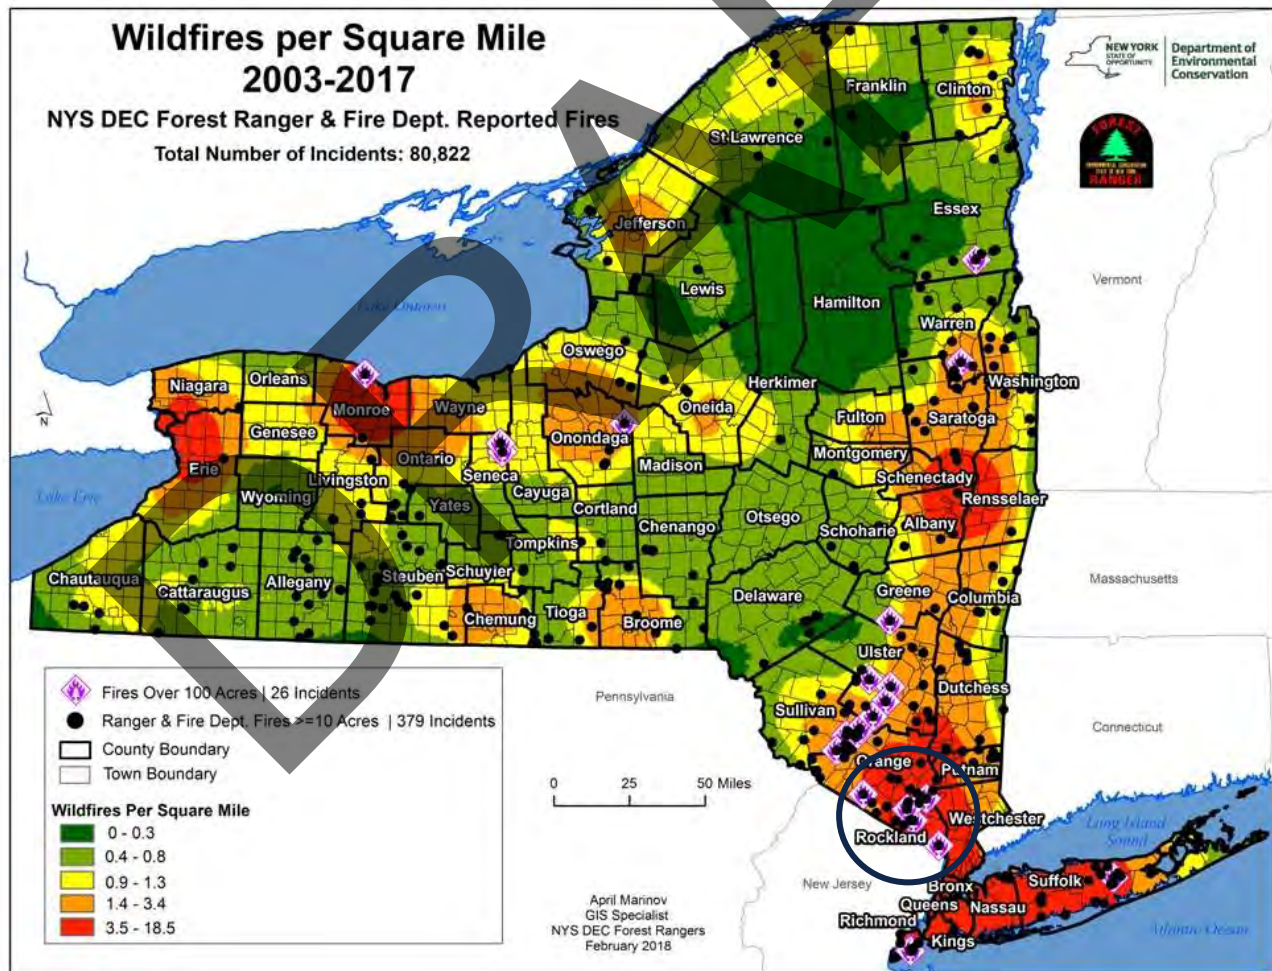 Wildfires per Square Mile
2003-2017
NYS DEC Forest Ranger & Fire Dept. Reported Fires
Total Number of Incidents: 80,822
NEW YORK
STATE OF
OPPORTUNITY
Department of
Environmental
Conservation
FOREST
RANGER
DRAFT
Franklin
Clinton
St Lawrence
Essex
Jefferson
Lewis
Hamilton
Vermont
Lake Ontario
Warren
Oswego
Herkimer
Washington
Niagara
Orleans
Monroe
Wayne
Oneida
Fulton
Saratoga
N
Genesee
Onondaga
Montgomery
Erie
Ontario
Seneca
Madison
Schenectady
Livingston
Cayuga
Lake Erie
Wyoming
Yates
Cortland
Chenango
Otsego
Schoharie
Albany
Rensselaer
Tompkins
Chautauqua
Cattaraugus
Allegany
Steuben
Schuyler
Massachusetts
Delaware
Greene
Columbia
Chemung
Tioga
Broome
Ulster
Dutchess
Pennsylvania
Sullivan
Connecticut
Orange
Putnam
Westchester
Rockland
Long Island
Sound
New Jersey
Bronx
Suffolk
Queens
Nassau
Richmond
Kings
Atlantic Ocean
Fires Over 100 Acres | 26 Incidents
Ranger & Fire Dept. Fires >=10 Acres | 379 Incidents
County Boundary
Town Boundary
Wildfires Per Square Mile
0 - 0.3
0.4 - 0.8
0.9 - 1.3
1.4 - 3.4
3.5 - 18.5
0 25 50 Miles
April Marinov
GIS Specialist
NYS DEC Forest Rangers
February 2018